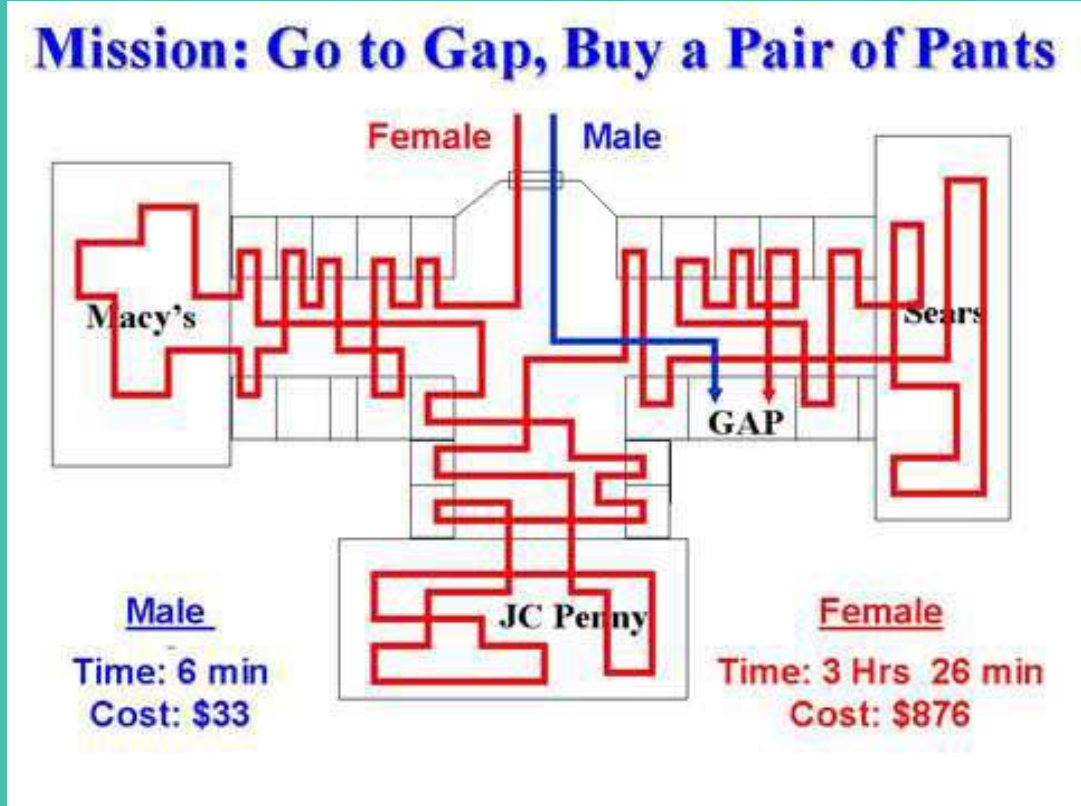 Mission: Go to Gap, Buy a Pair of Pants
Female
Male
Macy's
Sears
GAP
JC Penny
Male
Time: 6 min
Cost: $33
Female
Time: 3 Hrs 26 min
Cost: $876